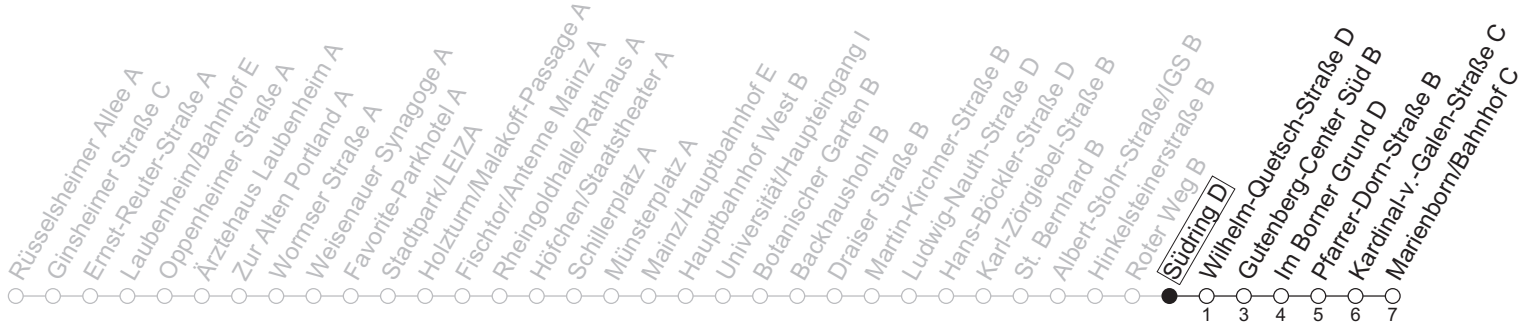 Rüsselsheimer Allee A
Ginsheimer Straße C
Ernst-Reuter-Straße A
Laubenheim/Bahnhof E
Oppenheimer Straße A
Ärztehaus Laubenheim A
Zur Alten Portland A
Wormser Straße A
Weisenauer Synagoge A
Favorite-Parkhotel A
Stadtpark/LEIZA
Holzturm/Malakoff-Passage A
Fischtor/Antenne Mainz A
Rheingoldhalle/Rathaus A
Höfchen/Staatstheater A
Schillerplatz A
Münsterplatz A
Mainz/Hauptbahnhof E
Hauptbahnhof West B
Universität/Haupteingang I
Botanischer Garten B
Backhaushohl B
Draiser Straße B
Martin-Kirchner-Straße B
Ludwig-Nauth-Straße D
Hans-Böckler-Straße D
Karl-Zörgiebel-Straße B
St. Bernhard B
Albert-Stohr-Straße/IGS B
Hinkelsteinerstraße B
Roter Weg B
Südring D
Wilhelm-Quetsch-Straße D
Gutenberg-Center Süd B
Im Borner Grund D
Pfarrer-Dorn-Straße B
Kardinal-v.-Galen-Straße C
Marienborn/Bahnhof C
1 3 4 5 6 7